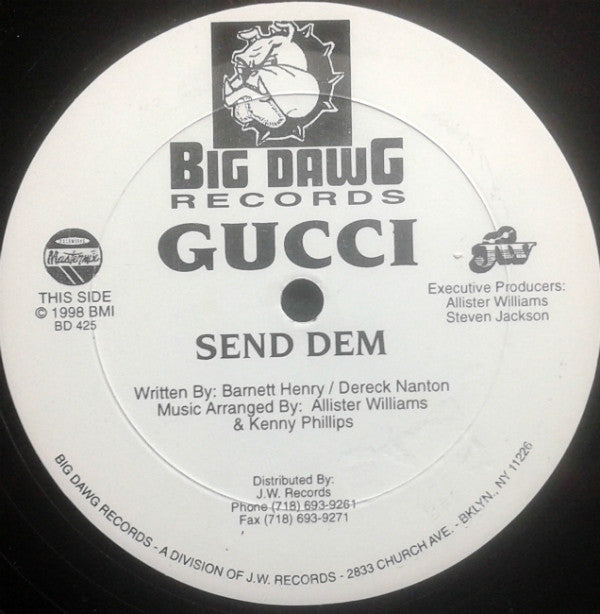 BIG DAWG
RECORDS
GUCCI
Mastermix
THIS SIDE
© 1998 BMI
BD 425
JW
Executive Producers:
Allister Williams
Steven Jackson
SEND DEM
Written By: Barnett Henry / Dereck Nanton
Music Arranged By: Allister Williams
& Kenny Phillips
Distributed By:
J.W. Records
Phone (718) 693-9261
Fax (718) 693-9271
BIG DAWG RECORDS - A DIVISION OF J.W. RECORDS - 2833 CHURCH AVE. - BKLYN., NY 11226